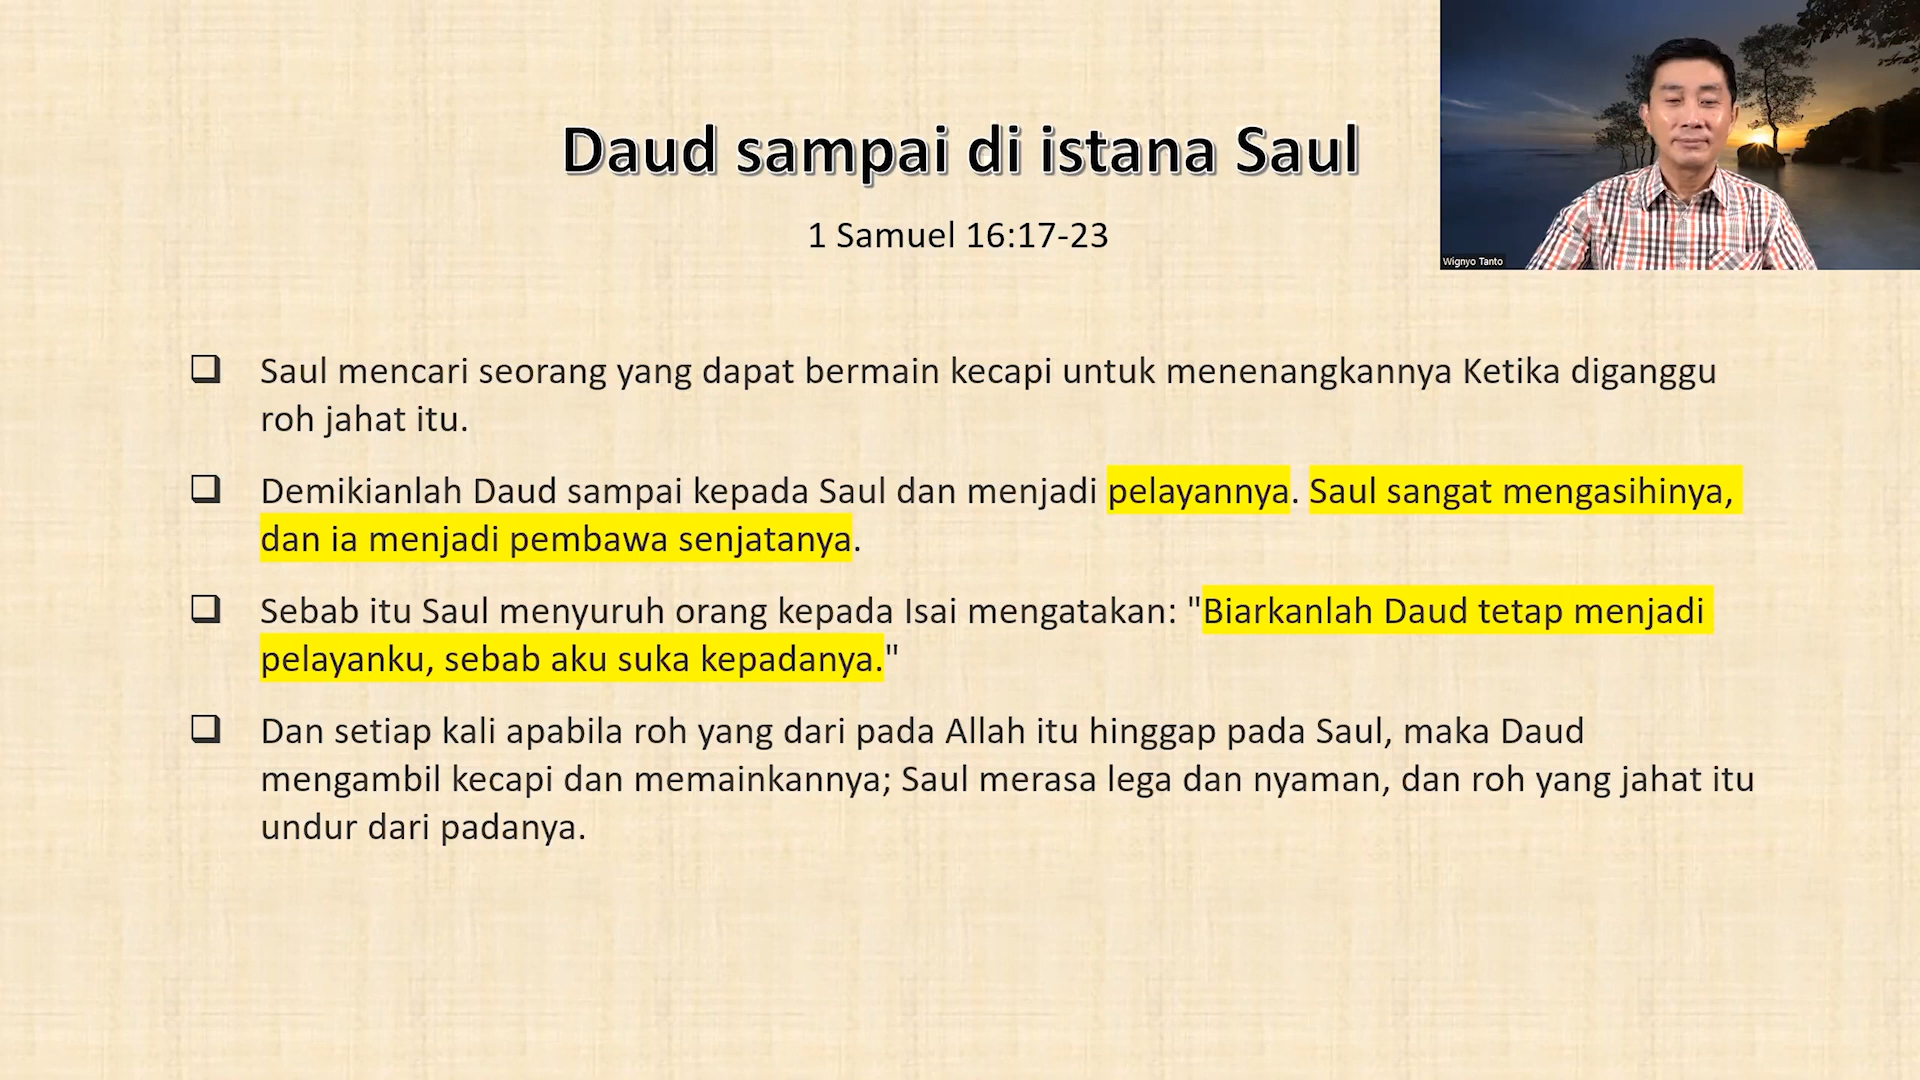 Daud sampai di istana Saul
1 Samuel 16:17-23
Wignyo Tanto
Saul mencari seorang yang dapat bermain kecapi untuk menenangkannya Ketika diganggu
roh jahat itu.
Demikianlah Daud sampai kepada Saul dan menjadi pelayannya. Saul sangat mengasihinya,
dan ia menjadi pembawa senjatanya.
Sebab itu Saul menyuruh orang kepada Isai mengatakan: "Biarkanlah Daud tetap menjadi
pelayanku, sebab aku suka kepadanya."
Dan setiap kali apabila roh yang dari pada Allah itu hinggap pada Saul, maka Daud
mengambil kecapi dan memainkannya; Saul merasa lega dan nyaman, dan roh yang jahat itu
undur dari padanya.